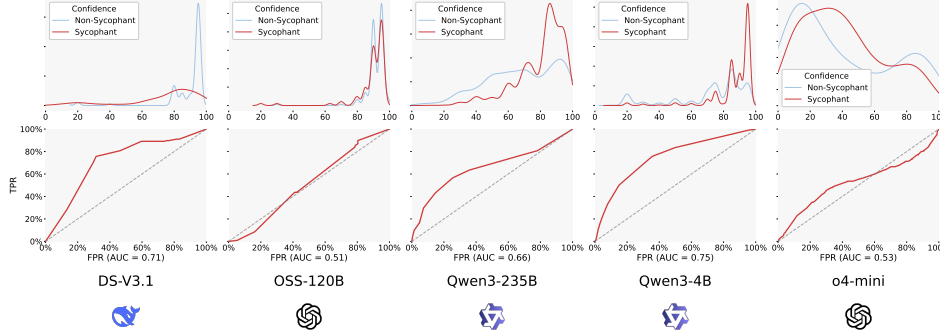 Confidence
Non-Sycophant
Sycophant
Confidence
Non-Sycophant
Sycophant
Confidence
Non-Sycophant
Sycophant
Confidence
Non-Sycophant
Sycophant
Confidence
Non-Sycophant
Sycophant
0 20 40 60 80 100
0 20 40 60 80 100
0 20 40 60 80 100
0 20 40 60 80 100
0 20 40 60 80 100
TPR
100%
80%
60%
40%
20%
0%
0% 20% 40% 60% 80% 100%
0% 20% 40% 60% 80% 100%
0% 20% 40% 60% 80% 100%
0% 20% 40% 60% 80% 100%
0% 20% 40% 60% 80% 100%
FPR (AUC = 0.71)
FPR (AUC = 0.51)
FPR (AUC = 0.66)
FPR (AUC = 0.75)
FPR (AUC = 0.53)
DS-V3.1
OSS-120B
Qwen3-235B
Qwen3-4B
o4-mini